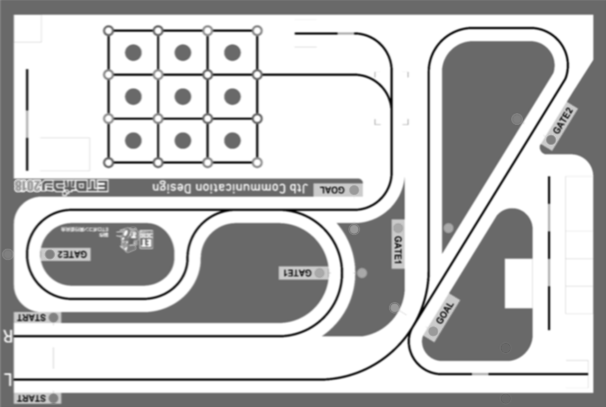 GATE2
ETロボコン2018
Jtb Communication Design
GOAL
GATE1
GATE2
GATE1
START
GOAL
R
L
START